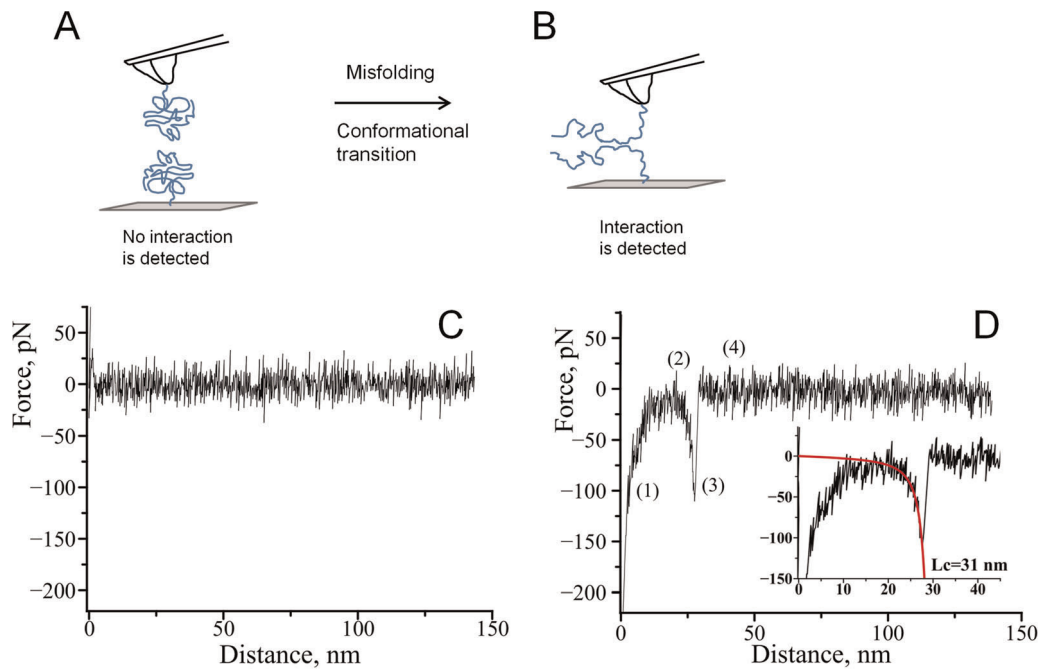 A
B
Misfolding
Conformational
transition
No interaction
is detected
Interaction
is detected
C
Force, pN
50
0
−50
−100
−150
−200
0
50
100
150
Distance, nm
D
Force, pN
50
0
−50
−100
−150
−200
(1)
(2)
(3)
(4)
0
−50
−100
−150
0
10
20
30
40
Lc=31 nm
0
50
100
150
Distance, nm